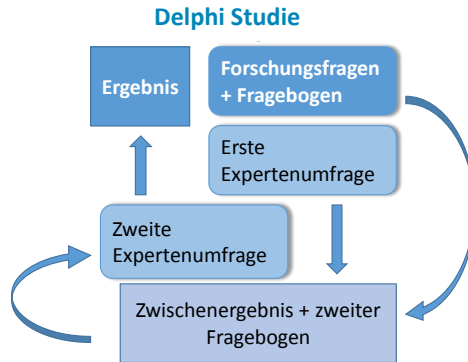 Delphi Studie
Ergebnis
Forschungsfragen
+ Fragebogen
Erste
Expertenumfrage
Zweite
Expertenumfrage
Zwischenergebnis + zweiter
Fragebogen